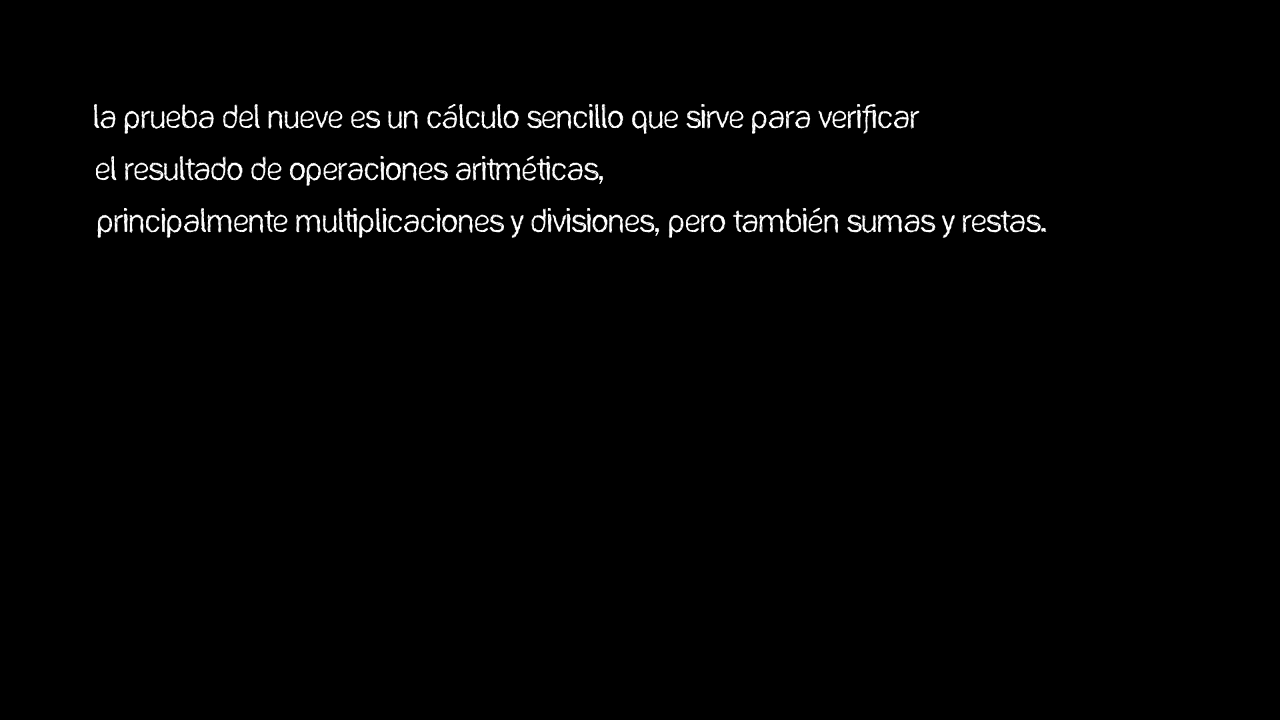 la prueba del nueve es un cálculo sencillo que sirve para verificar
el resultado de operaciones aritméticas,
principalmente multiplicaciones y divisiones, pero también sumas y restas.